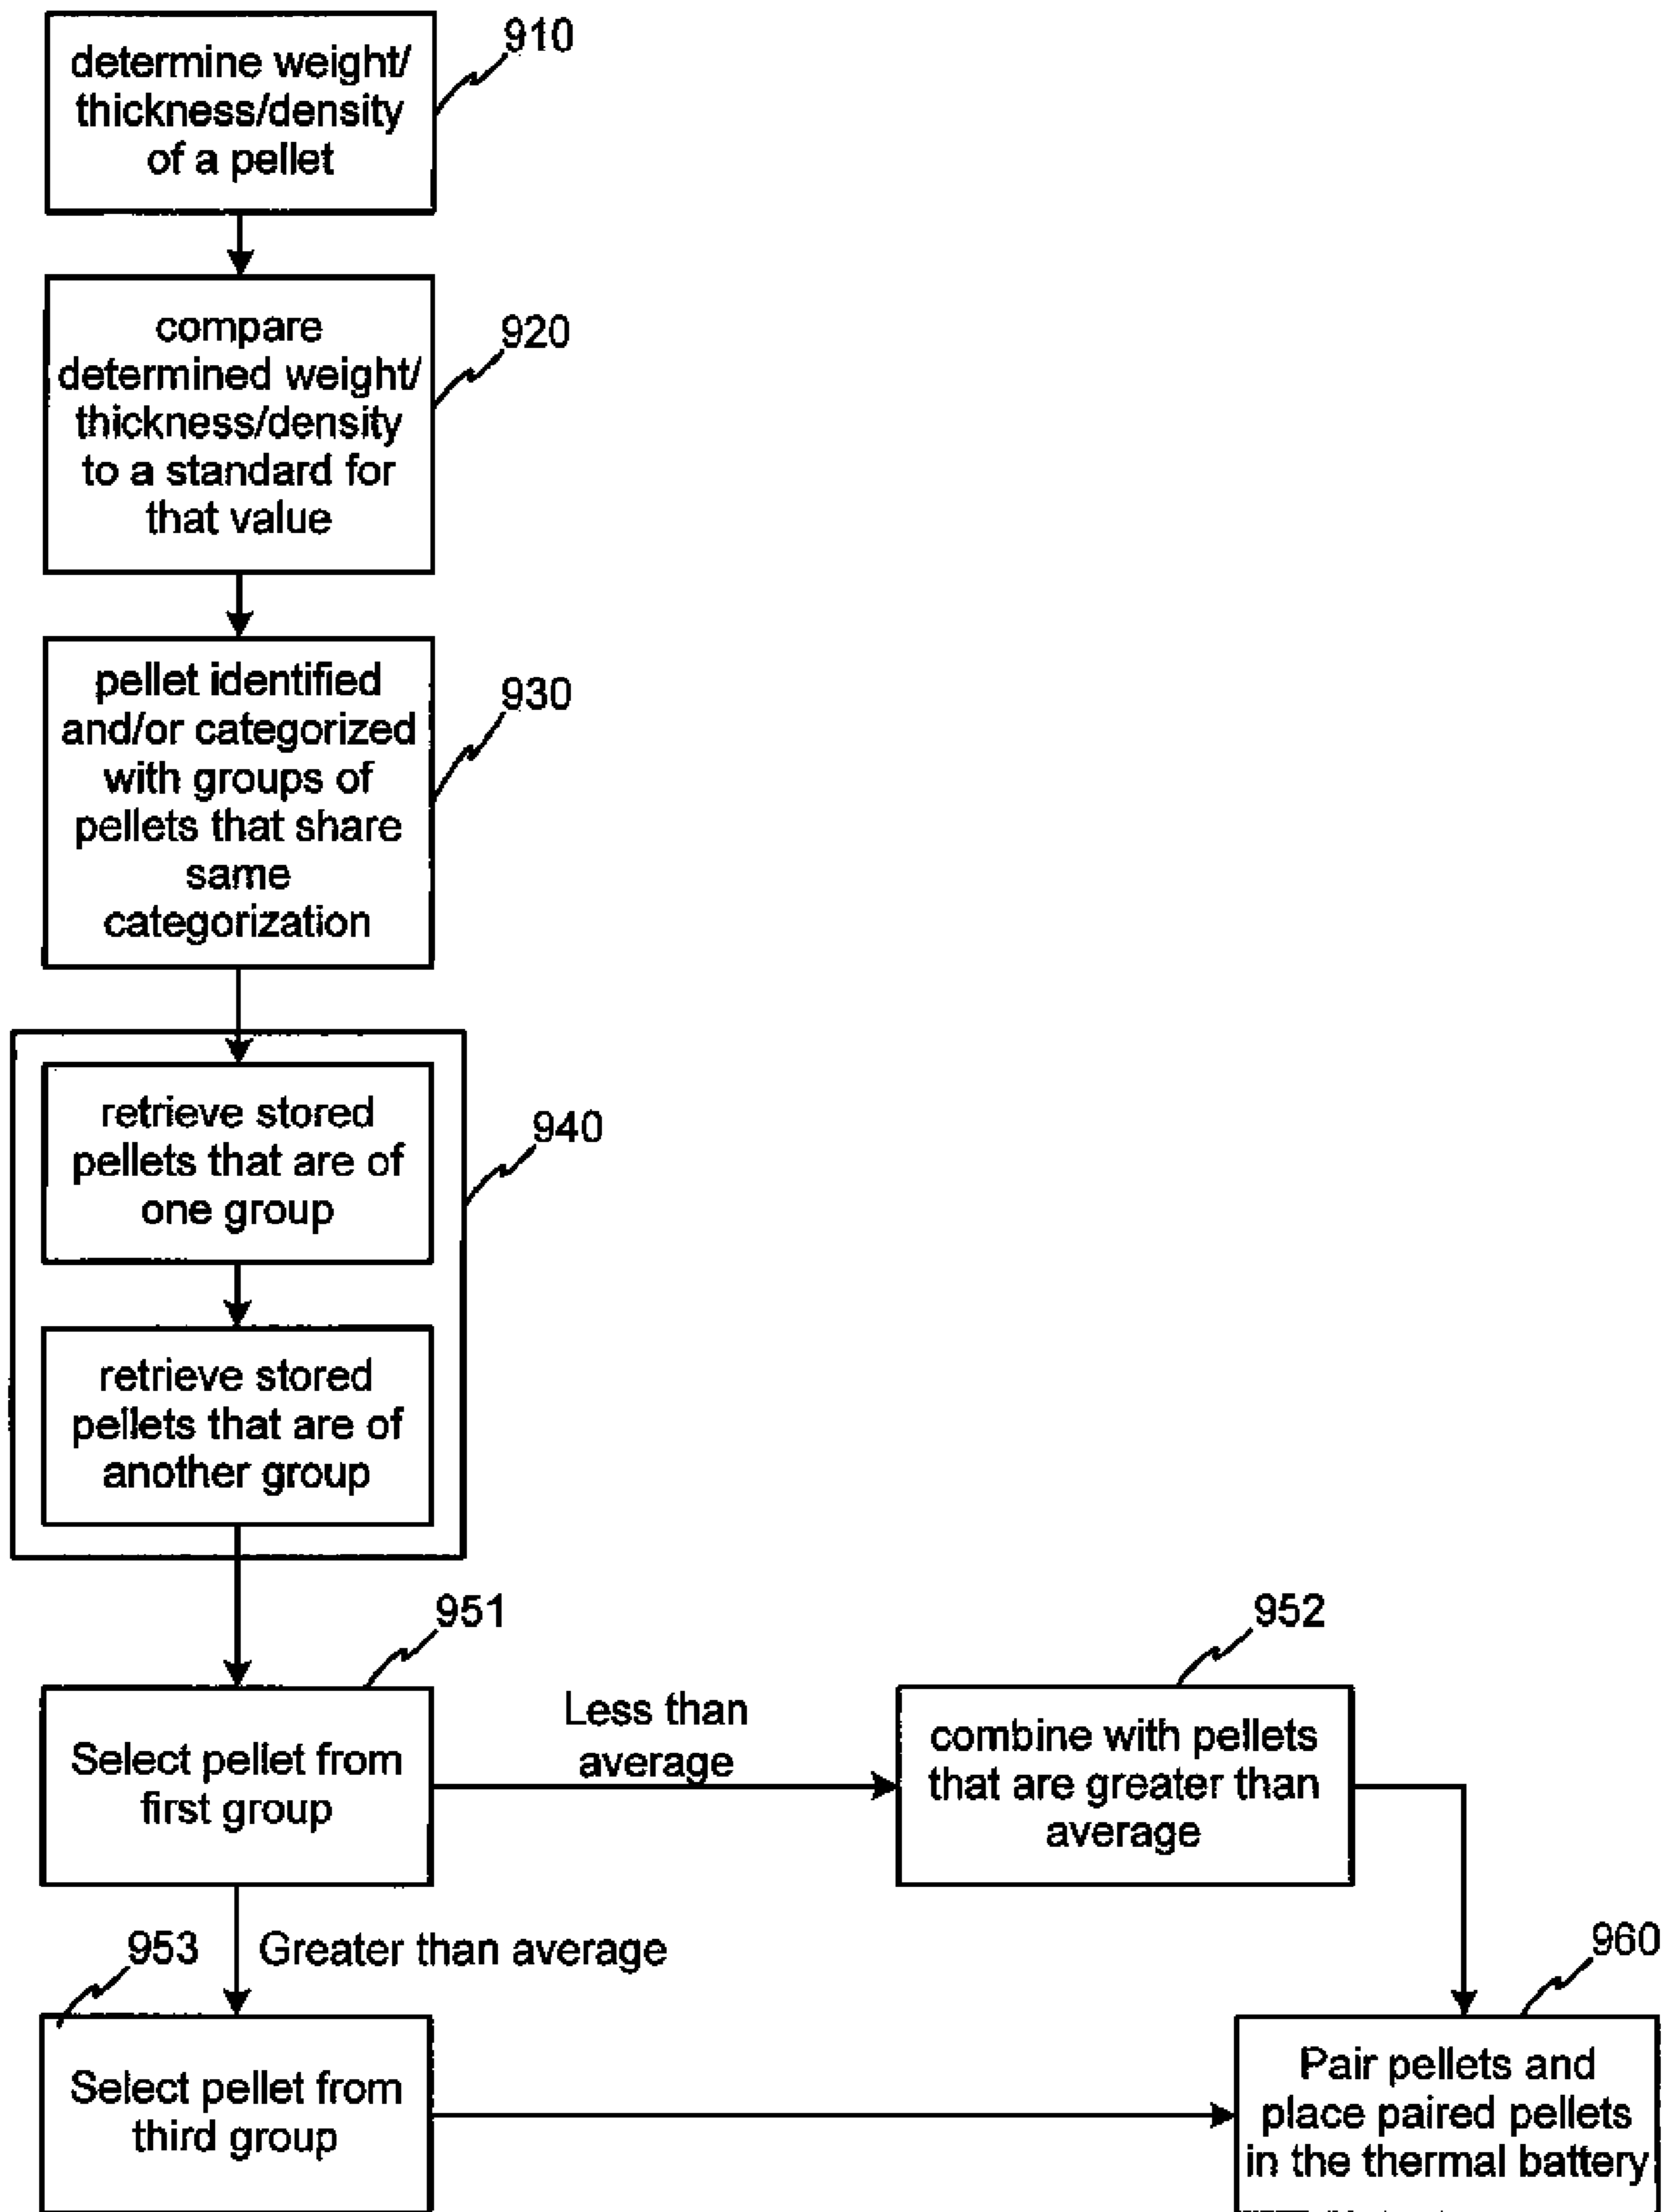 determine weight/
thickness/density
of a pellet
910
compare
determined weight/
thickness/density
to a standard for
that value
920
pellet identified
and/or categorized
with groups of
pellets that share
same
categorization
930
retrieve stored
pellets that are of
one group
940
retrieve stored
pellets that are of
another group
951
Select pellet from
first group
Less than
average
952
combine with pellets
that are greater than
average
953
Greater than average
Select pellet from
third group
960
Pair pellets and
place paired pellets
in the thermal battery